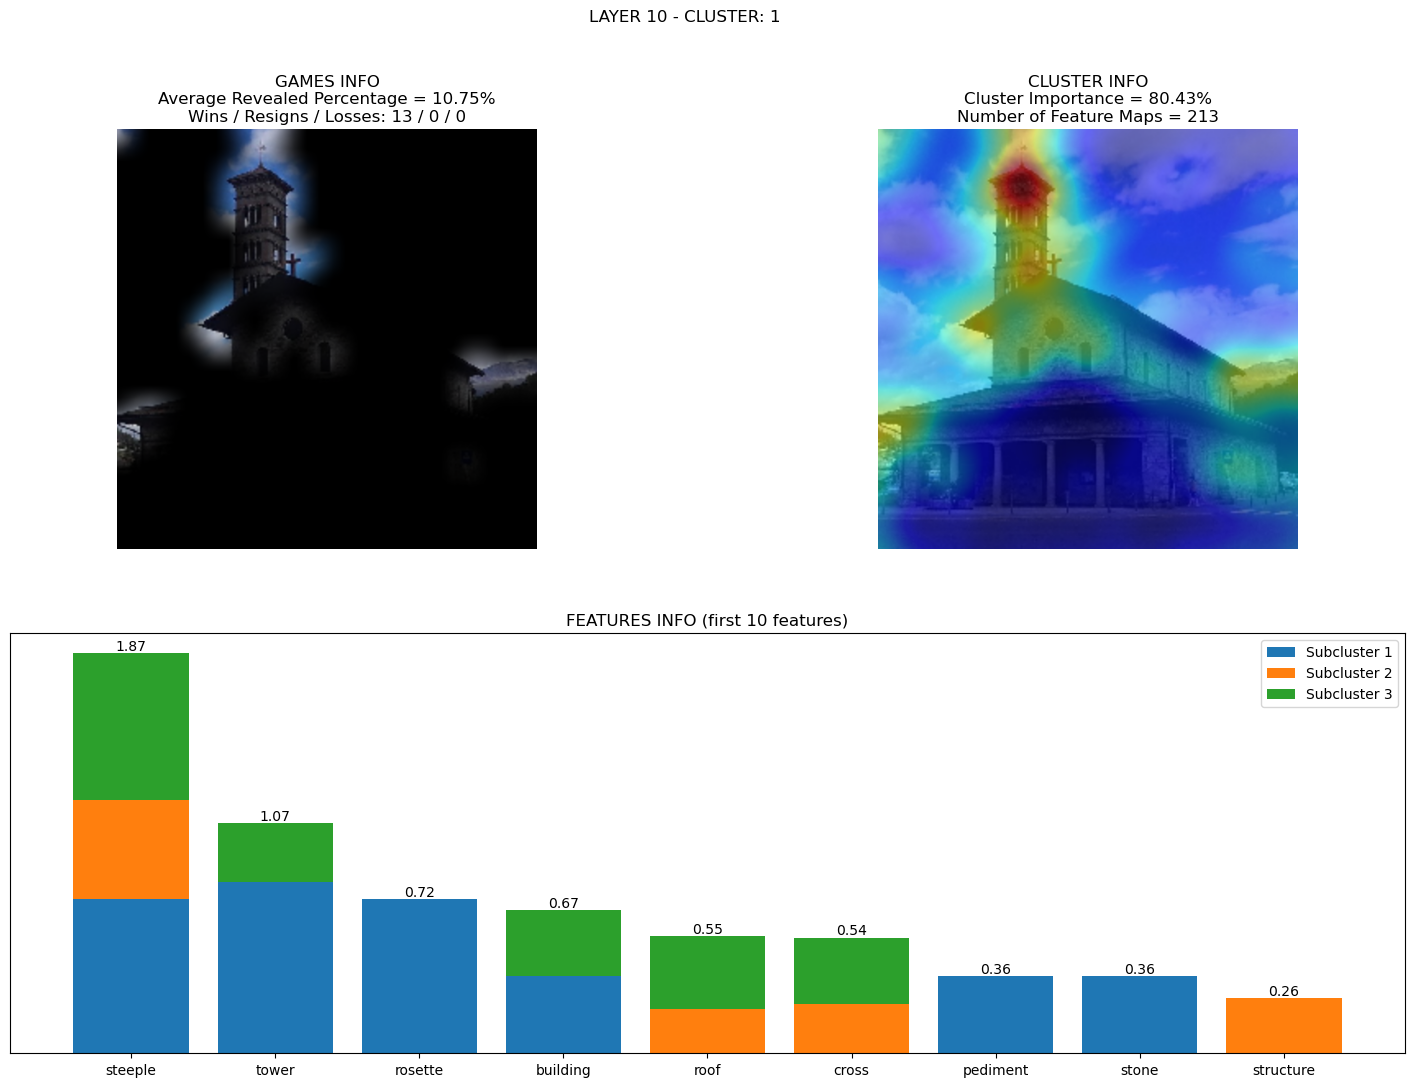 LAYER 10 - CLUSTER: 1
GAMES INFO
Average Revealed Percentage = 10.75%
Wins / Resigns / Losses: 13 / 0 / 0
CLUSTER INFO
Cluster Importance = 80.43%
Number of Feature Maps = 213
FEATURES INFO (first 10 features)
Subcluster 1
Subcluster 2
Subcluster 3
1.87
1.07
0.72
0.67
0.55
0.54
0.36
0.36
0.26
steeple
tower
rosette
building
roof
cross
pediment
stone
structure